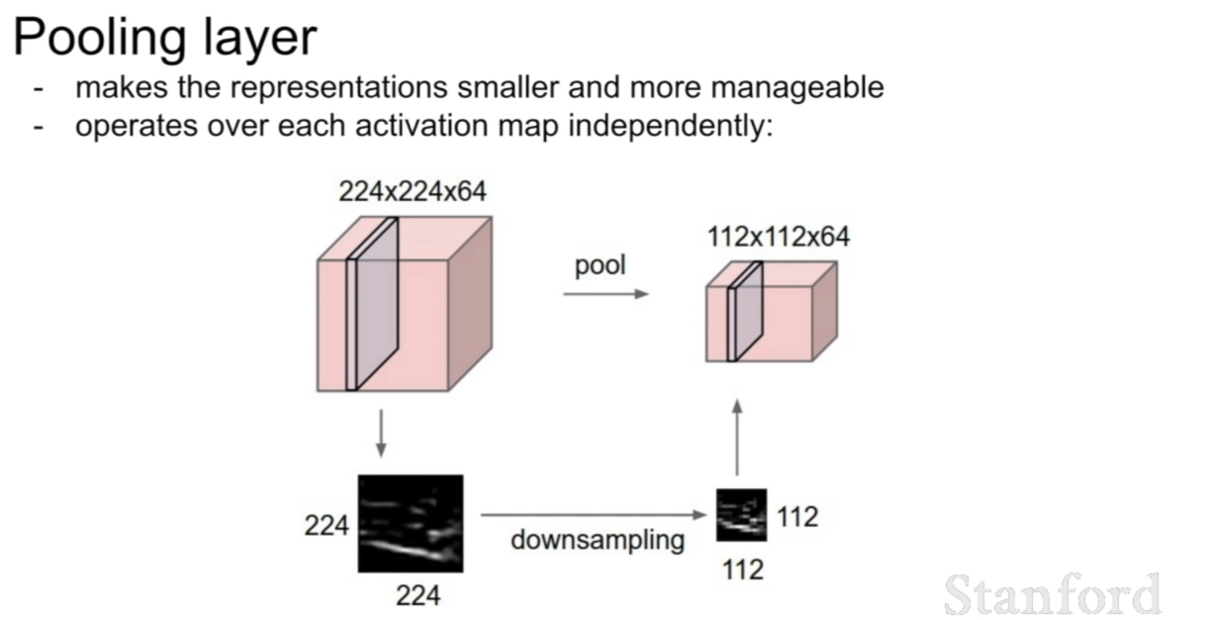 Pooling layer
- makes the representations smaller and more manageable
- operates over each activation map independently:
224x224x64
112x112x64
pool
224
downsampling
112
224
112
Stanford